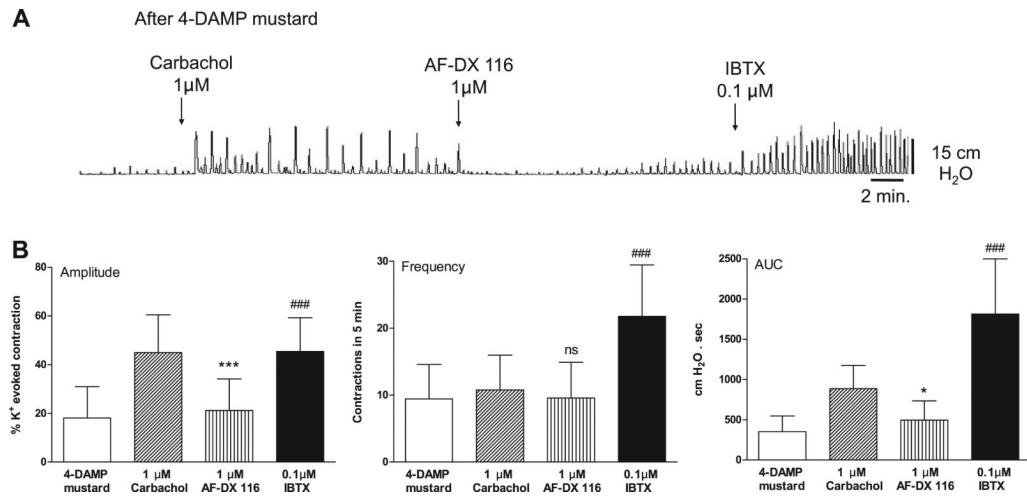 A
After 4-DAMP mustard
Carbachol
1µM
AF-DX 116
1µM
IBTX
0.1 µM
15 cm
H₂O
2 min.
B
Amplitude
% K⁺ evoked contraction
80
60
40
20
0
***
###
4-DAMP
mustard
1 µM
Carbachol
1 µM
AF-DX 116
0.1µM
IBTX
Frequency
Contractions in 5 min
30
20
10
0
ns
###
4-DAMP
mustard
1 µM
Carbachol
1 µM
AF-DX 116
0.1µM
IBTX
AUC
cm H₂O . sec
2500
2000
1500
1000
500
0
*
###
4-DAMP
mustard
1 µM
Carbachol
1 µM
AF-DX 116
0.1µM
IBTX